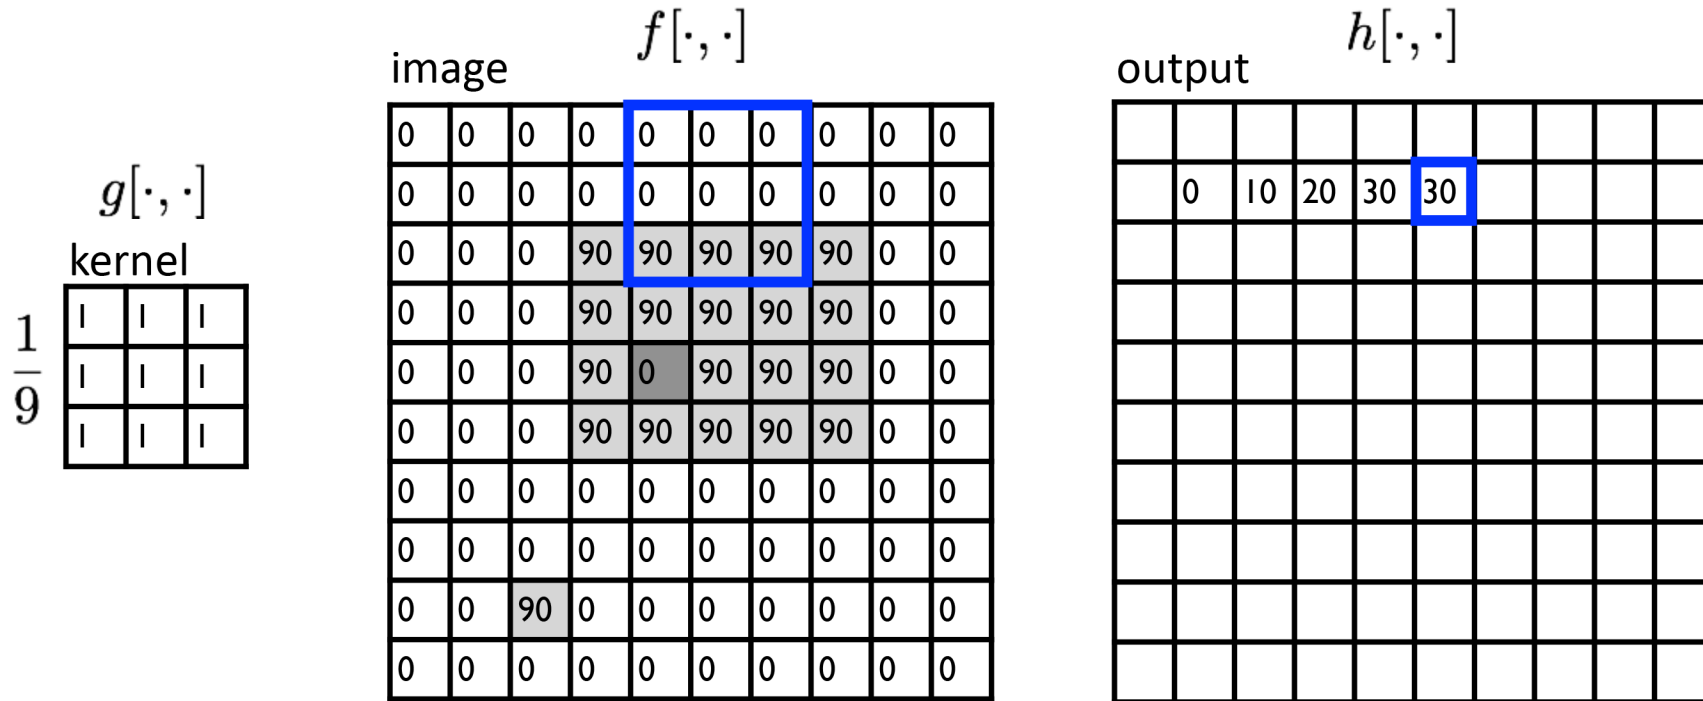 f[·, ·]
h[·, ·]
image
output
g[·, ·]
kernel
1/9
1 1 1
1 1 1
1 1 1
0 0 0 0 0 0 0 0 0 0
0 0 0 0 0 0 0 0 0 0
0 0 0 90 90 90 90 90 0 0
0 0 0 90 90 90 90 90 0 0
0 0 0 90 0 90 90 90 0 0
0 0 0 90 90 90 90 90 0 0
0 0 0 0 0 0 0 0 0 0
0 0 0 0 0 0 0 0 0 0
0 0 90 0 0 0 0 0 0 0
0 0 0 0 0 0 0 0 0 0
0 10 20 30 30